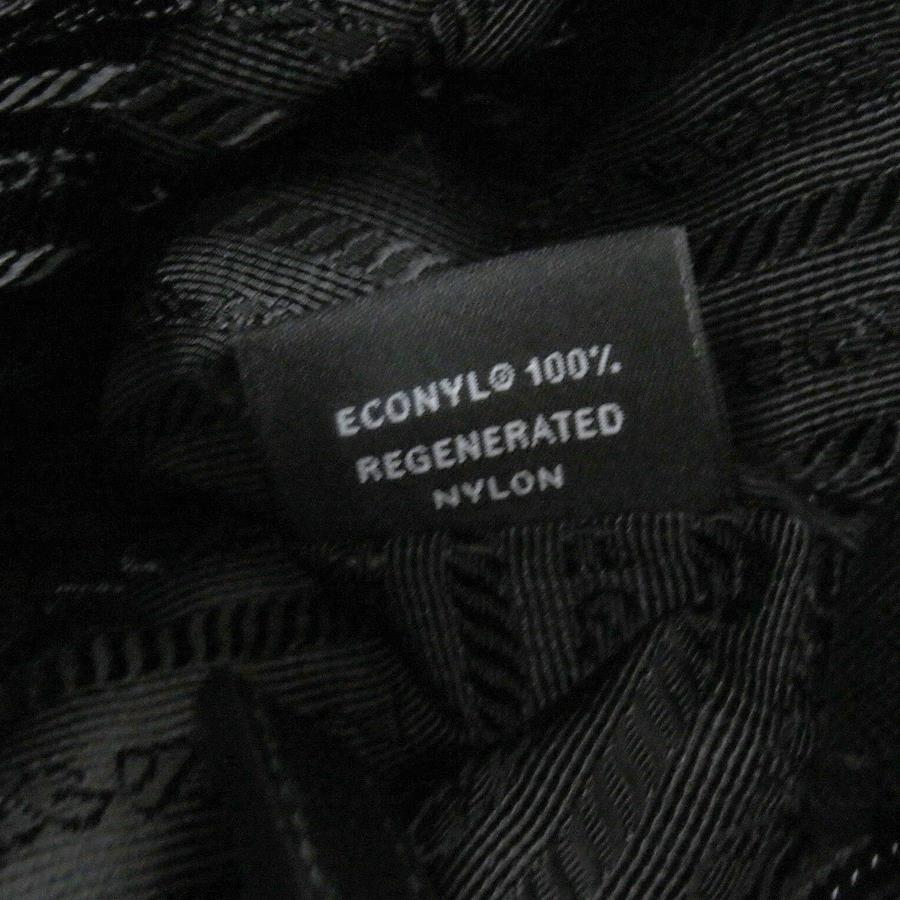 ECONYL® 100%
REGENERATED
NYLON